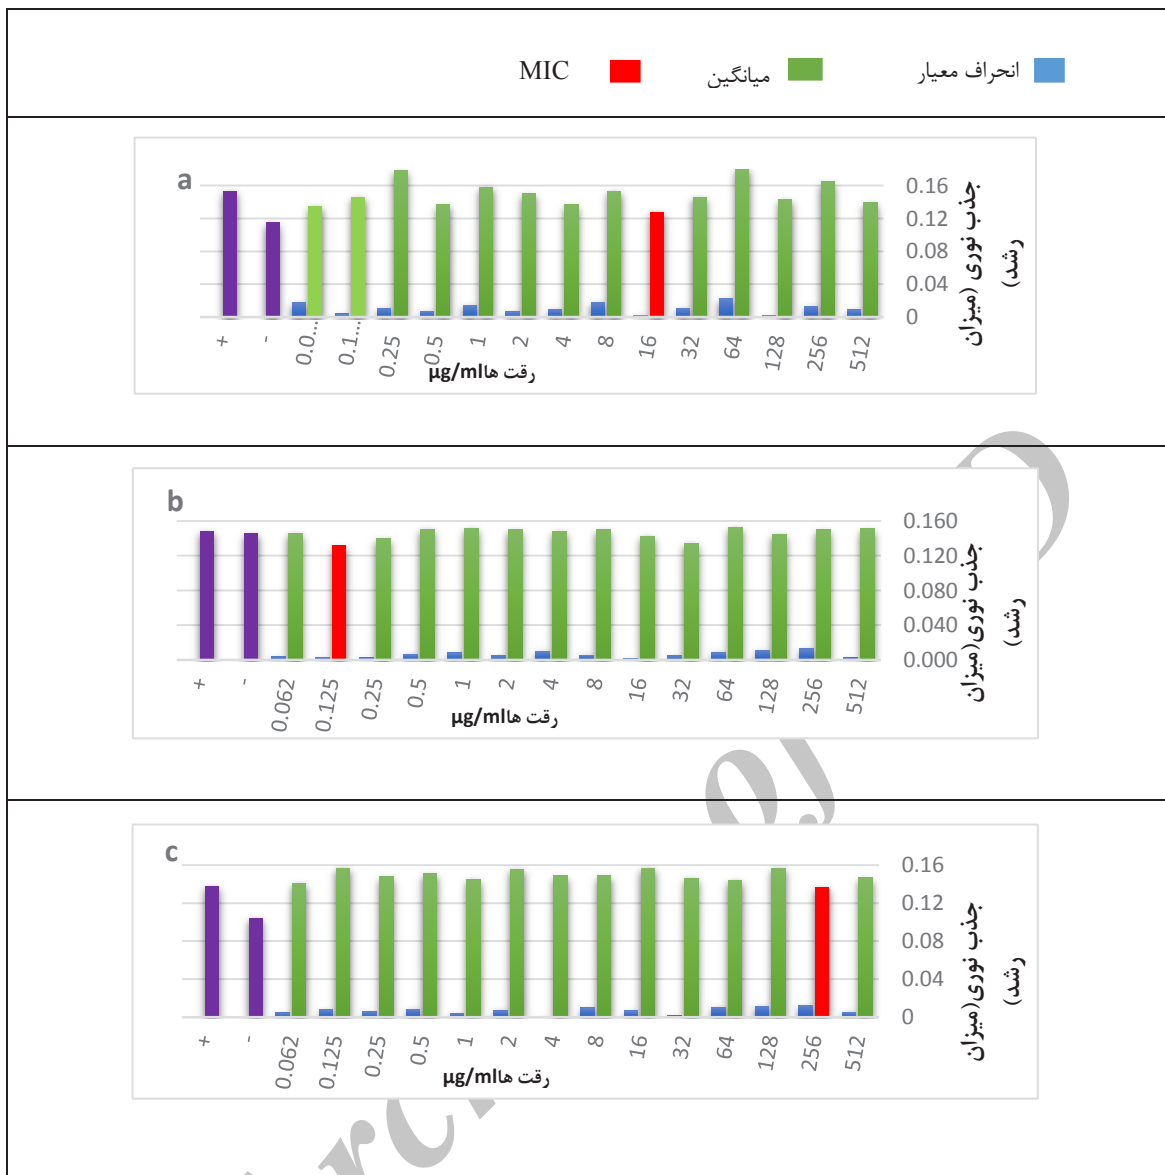 انحراف معیار
میانگین
MIC
a
0.16
0.12
0.08
0.04
0
جذب نوری (میزان
رشد)
+ - 0.0... 0.1... 0.25 0.5 1 2 4 8 16 32 64 128 256 512
رقت هاµg/ml
b
0.160
0.120
0.080
0.040
0.000
جذب نوری(میزان
رشد)
+ - 0.062 0.125 0.25 0.5 1 2 4 8 16 32 64 128 256 512
رقت هاµg/ml
c
0.16
0.12
0.08
0.04
0
جذب نوری(میزان
رشد)
+ - 0.062 0.125 0.25 0.5 1 2 4 8 16 32 64 128 256 512
رقت هاµg/ml